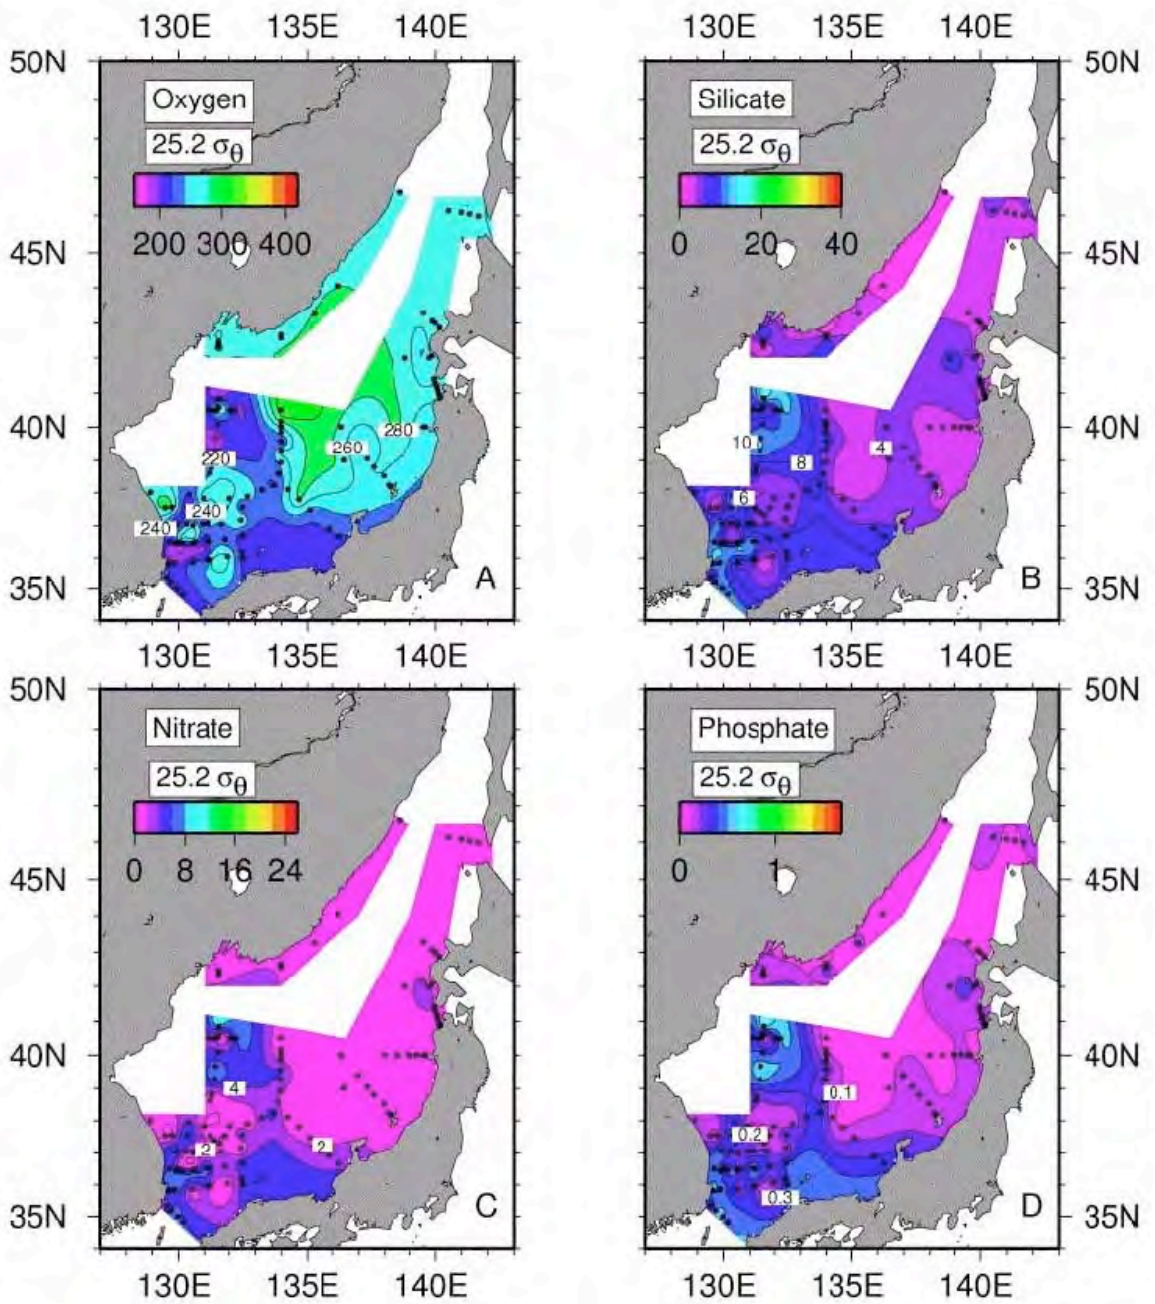 130E 135E 140E 130E 135E 140E
50N 50N
Oxygen Silicate
25.2 σθ 25.2 σθ
200 300 400 0 20 40
45N 45N
40N 40N
280
260
220
240
240
10
8
4
6
35N A B 35N
130E 135E 140E 130E 135E 140E
50N 50N
Nitrate Phosphate
25.2 σθ 25.2 σθ
0 8 16 24 0 1
45N 45N
40N 40N
4
2
2
0.1
0.2
0.3
35N C D 35N
130E 135E 140E 130E 135E 140E